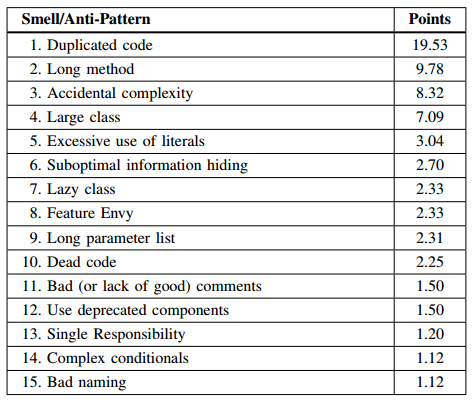 Smell/Anti-Pattern Points
1. Duplicated code 19.53
2. Long method 9.78
3. Accidental complexity 8.32
4. Large class 7.09
5. Excessive use of literals 3.04
6. Suboptimal information hiding 2.70
7. Lazy class 2.33
8. Feature Envy 2.33
9. Long parameter list 2.31
10. Dead code 2.25
11. Bad (or lack of good) comments 1.50
12. Use deprecated components 1.50
13. Single Responsibility 1.20
14. Complex conditionals 1.12
15. Bad naming 1.12